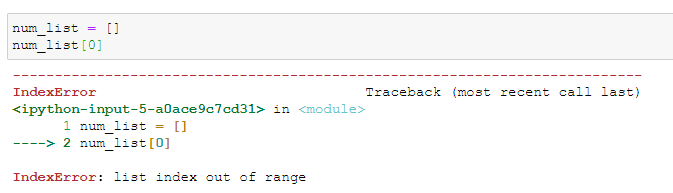 num_list = []
num_list[0]
---------------------------------------------------------------------------
IndexError                                Traceback (most recent call last)
<ipython-input-5-a0ace9c7cd31> in <module>
      1 num_list = []
----> 2 num_list[0]

IndexError: list index out of range